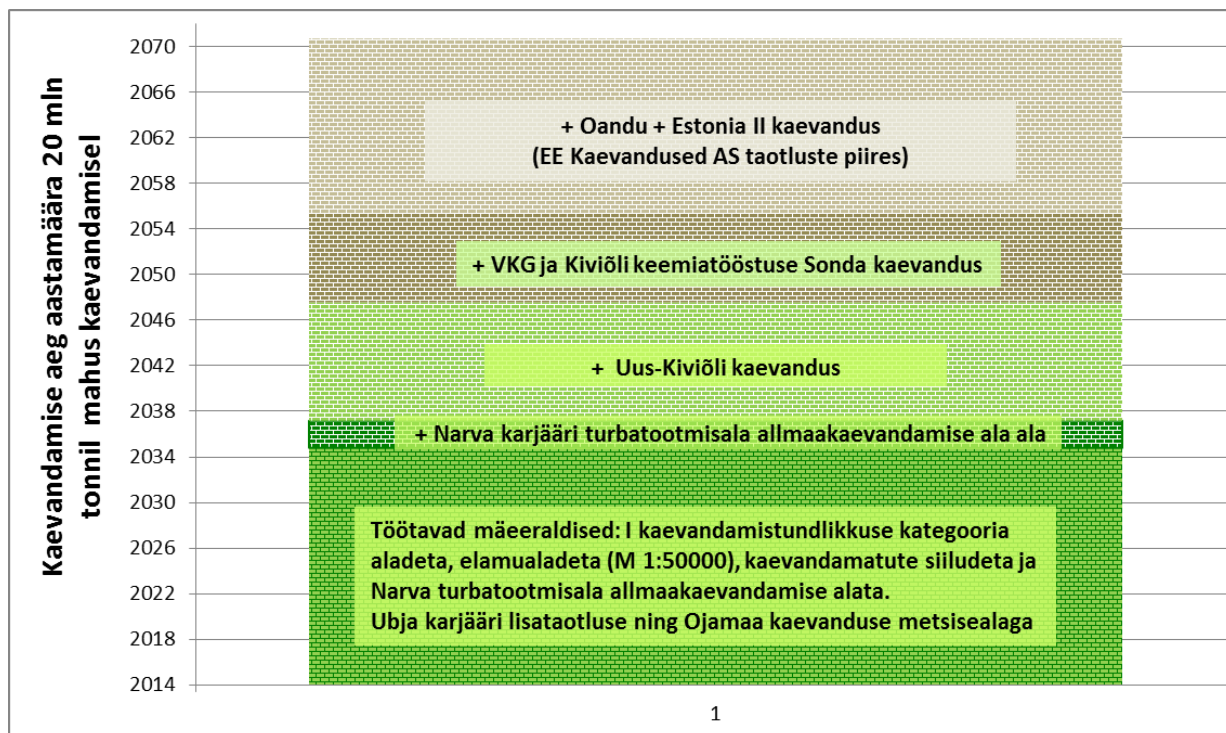 Kaevandamise aeg aastamäära 20 mln
tonnil mahus kaevandamisel
2070
2066
2062
2058
2054
2050
2046
2042
2038
2034
2030
2026
2022
2018
2014
+ Oandu + Estonia II kaevandus
(EE Kaevandused AS taotluste piires)
+ VKG ja Kiviõli keemiatööstuse Sonda kaevandus
+ Uus-Kiviõli kaevandus
+ Narva karjääri turbatootmisala allmaakaevandamise ala ala
Töötavad mäeeraldised: I kaevandamistundlikkuse kategooria
aladeta, elamualadeta (M 1:50000), kaevandamatute siiludeta ja
Narva turbatootmisala allmaakaevandamise alata.
Ubja karjääri lisataotluse ning Ojamaa kaevanduse metsisealaga
1